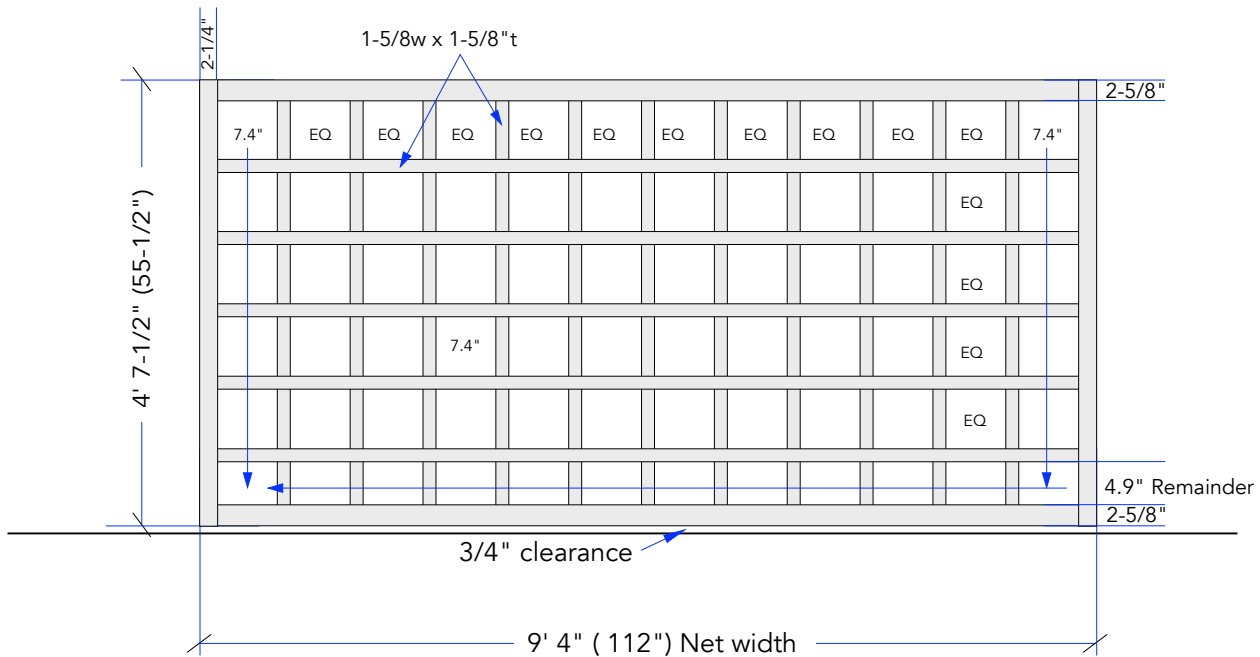 2-1/4"
1-5/8w x 1-5/8"t
2-5/8"
7.4" EQ EQ EQ EQ EQ EQ EQ EQ EQ EQ 7.4"
EQ
4' 7-1/2" (55-1/2")
EQ
7.4" EQ
EQ
4.9" Remainder
2-5/8"
3/4" clearance
9' 4" ( 112") Net width